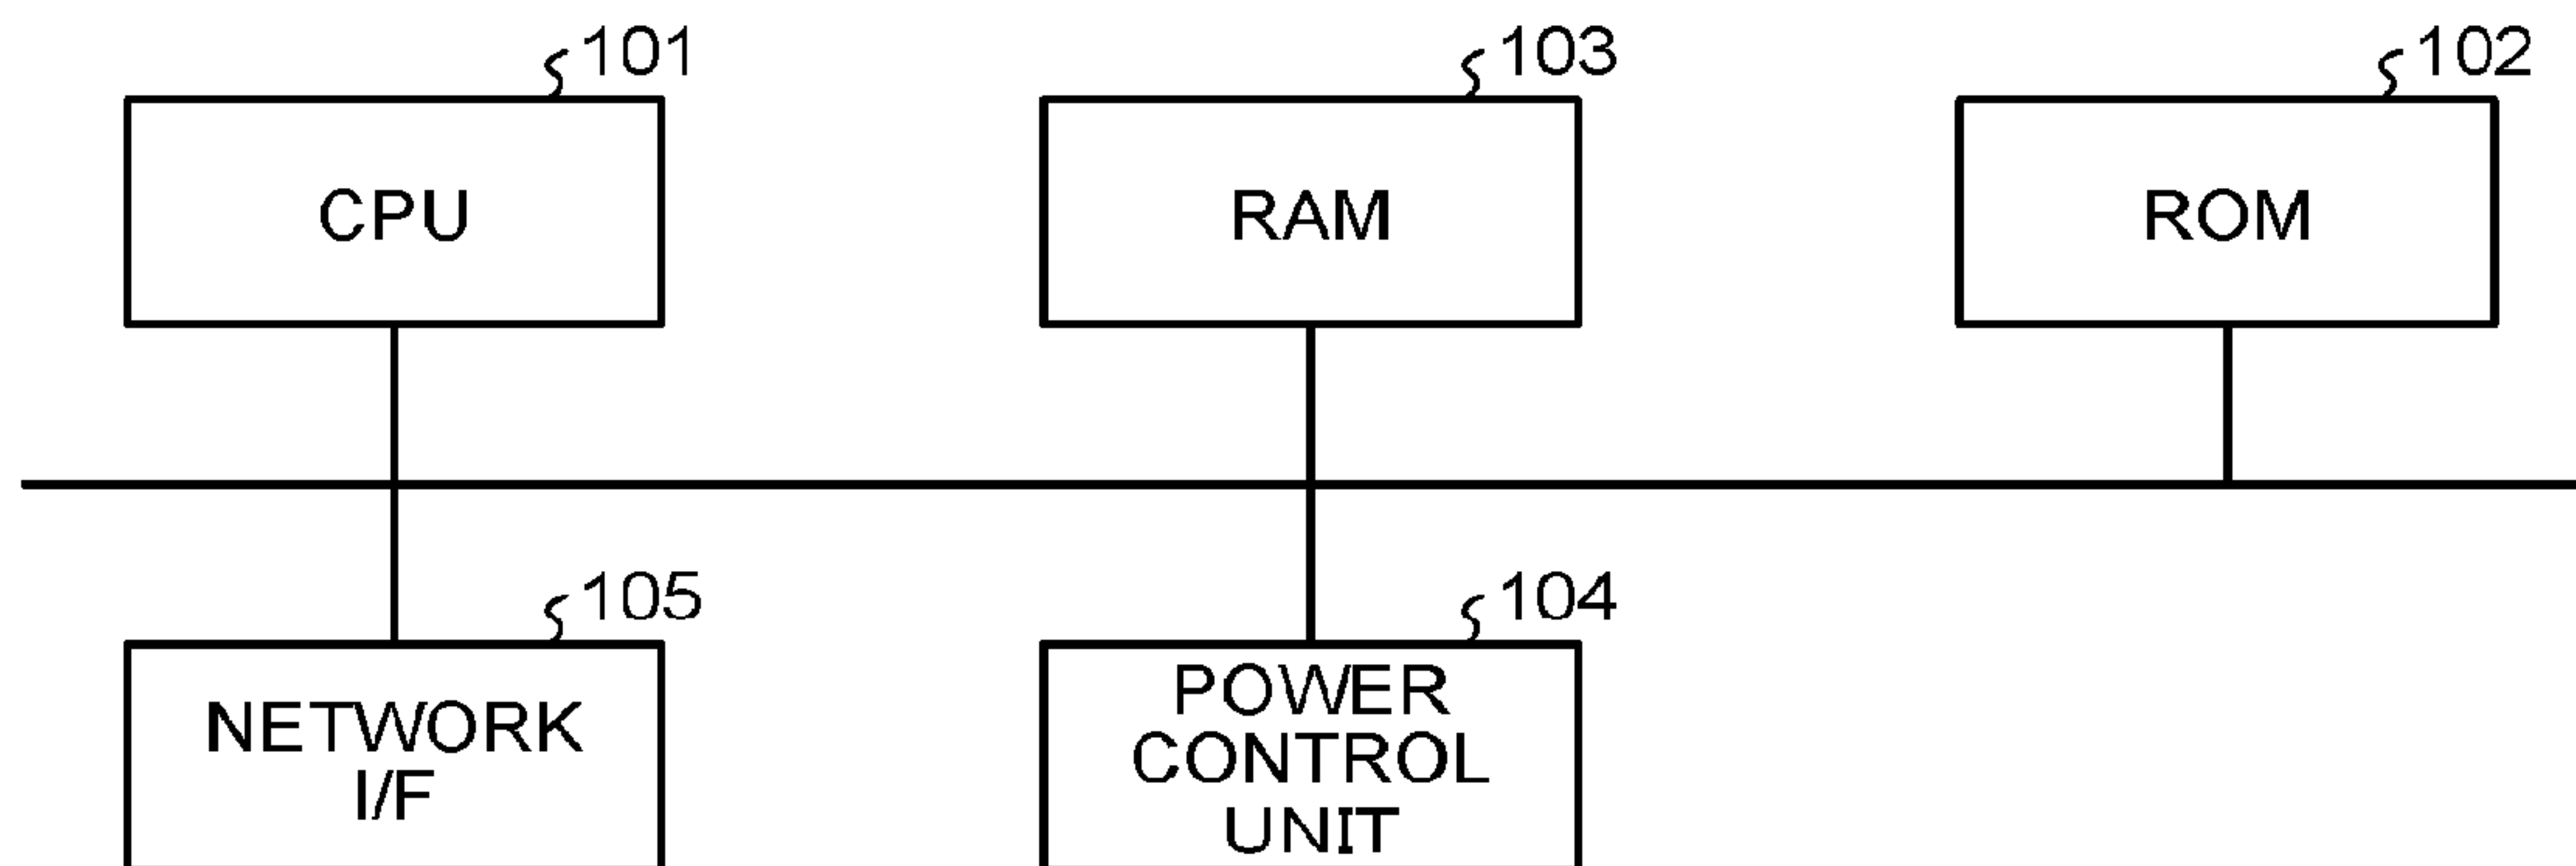 101
103
102
CPU
RAM
ROM
105
104
NETWORK
I/F
POWER
CONTROL
UNIT